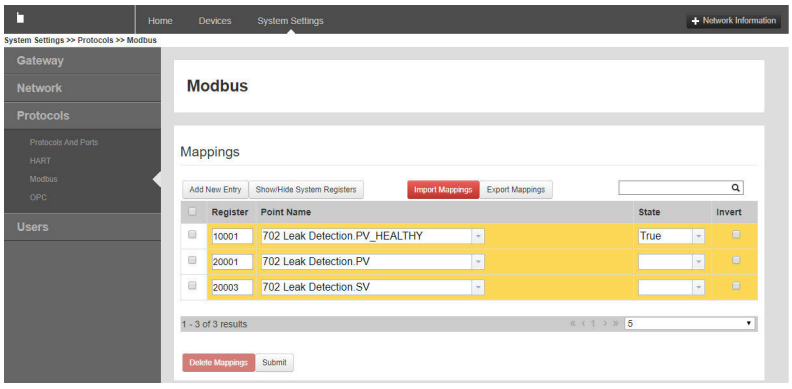 Home Devices System Settings + Network Information
System Settings >> Protocols >> Modbus
Gateway
Network
Protocols
Protocols And Ports
HART
Modbus
OPC
Users
Modbus
Mappings
Add New Entry Show/Hide System Registers Import Mappings Export Mappings
Register Point Name State Invert
10001 702 Leak Detection.PV_HEALTHY True
20001 702 Leak Detection.PV
20003 702 Leak Detection.SV
1 - 3 of 3 results « ‹ 1 › » 5
Delete Mappings Submit